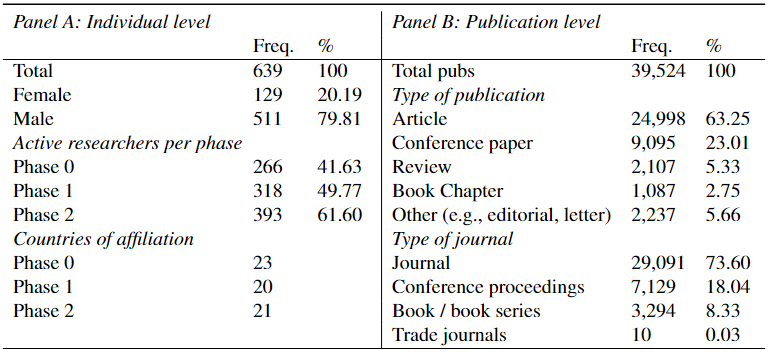 Panel A: Individual level
Freq. %
Total 639 100
Female 129 20.19
Male 511 79.81
Active researchers per phase
Phase 0 266 41.63
Phase 1 318 49.77
Phase 2 393 61.60
Countries of affiliation
Phase 0 23
Phase 1 20
Phase 2 21
Panel B: Publication level
Freq. %
Total pubs 39,524 100
Type of publication
Article 24,998 63.25
Conference paper 9,095 23.01
Review 2,107 5.33
Book Chapter 1,087 2.75
Other (e.g., editorial, letter) 2,237 5.66
Type of journal
Journal 29,091 73.60
Conference proceedings 7,129 18.04
Book / book series 3,294 8.33
Trade journals 10 0.03